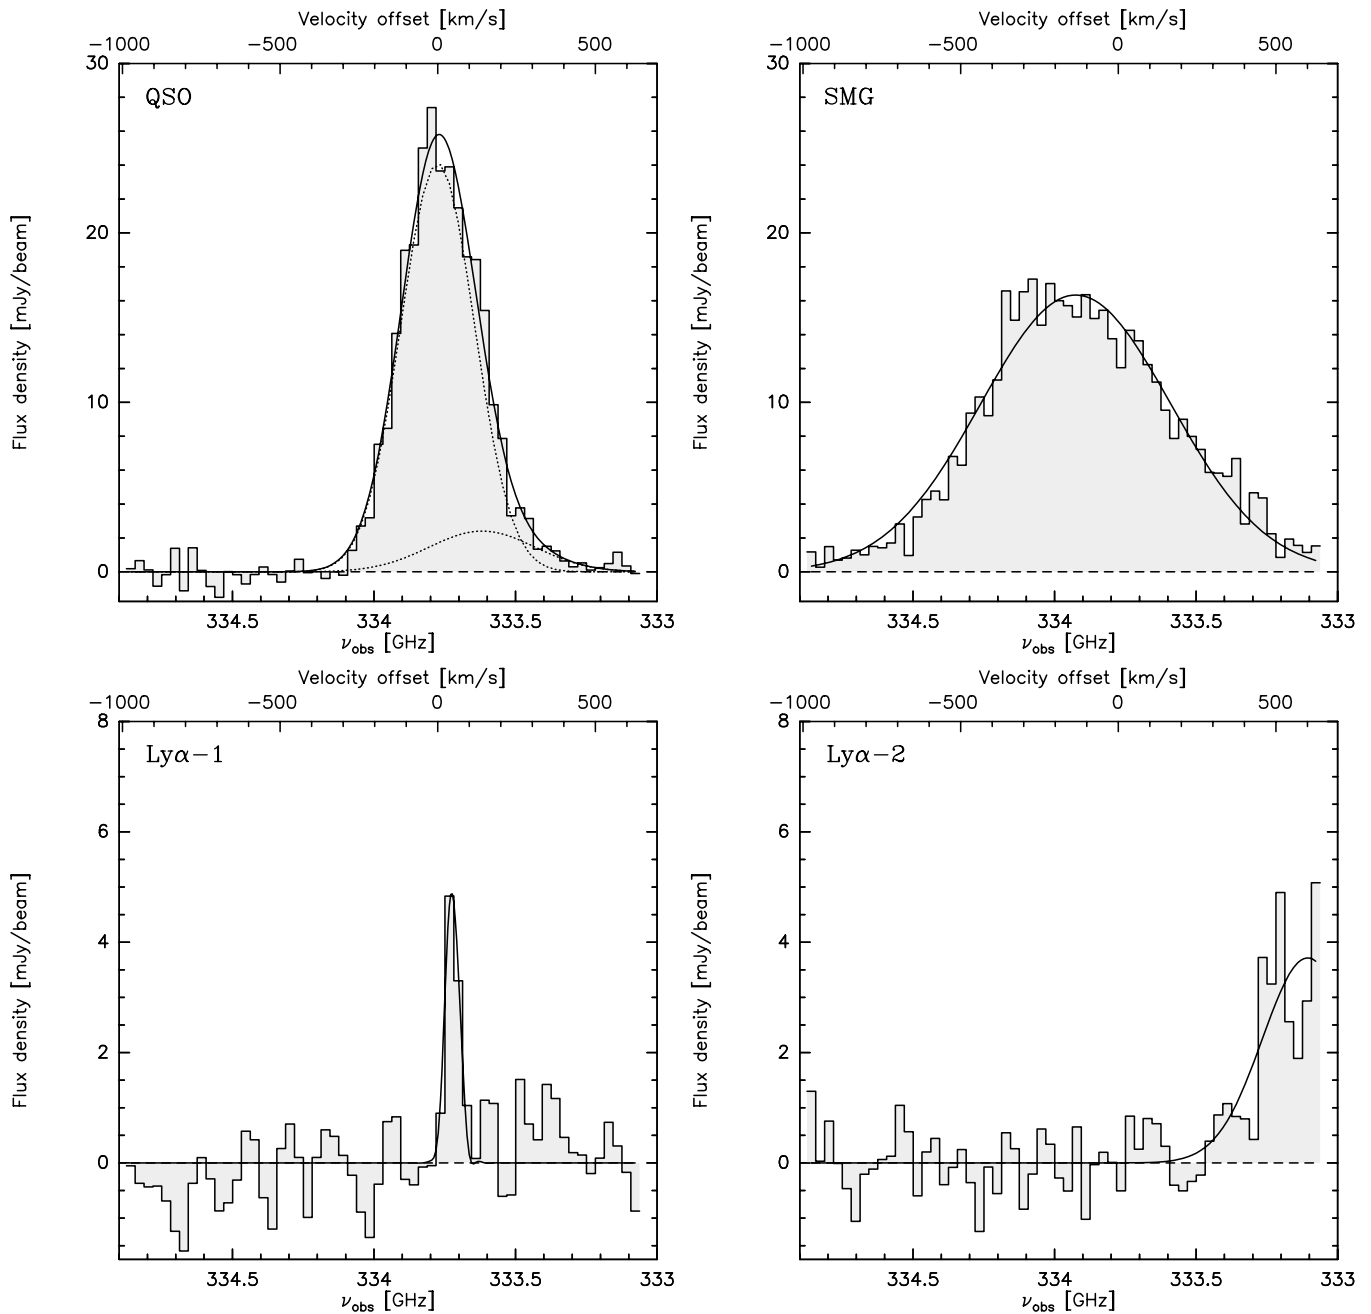 Velocity offset [km/s] Velocity offset [km/s]
−1000 −500 0 500 −1000 −500 0 500
30 30
QSO SMG
20 20
Flux density [mJy/beam] Flux density [mJy/beam]
10 10
0 0
334.5 334 333.5 333 334.5 334 333.5 333
νobs [GHz] νobs [GHz]
Velocity offset [km/s] Velocity offset [km/s]
−1000 −500 0 500 −1000 −500 0 500
8 8
Lyα−1 Lyα−2
6 6
Flux density [mJy/beam] Flux density [mJy/beam]
4 4
2 2
0 0
334.5 334 333.5 333 334.5 334 333.5 333
νobs [GHz] νobs [GHz]